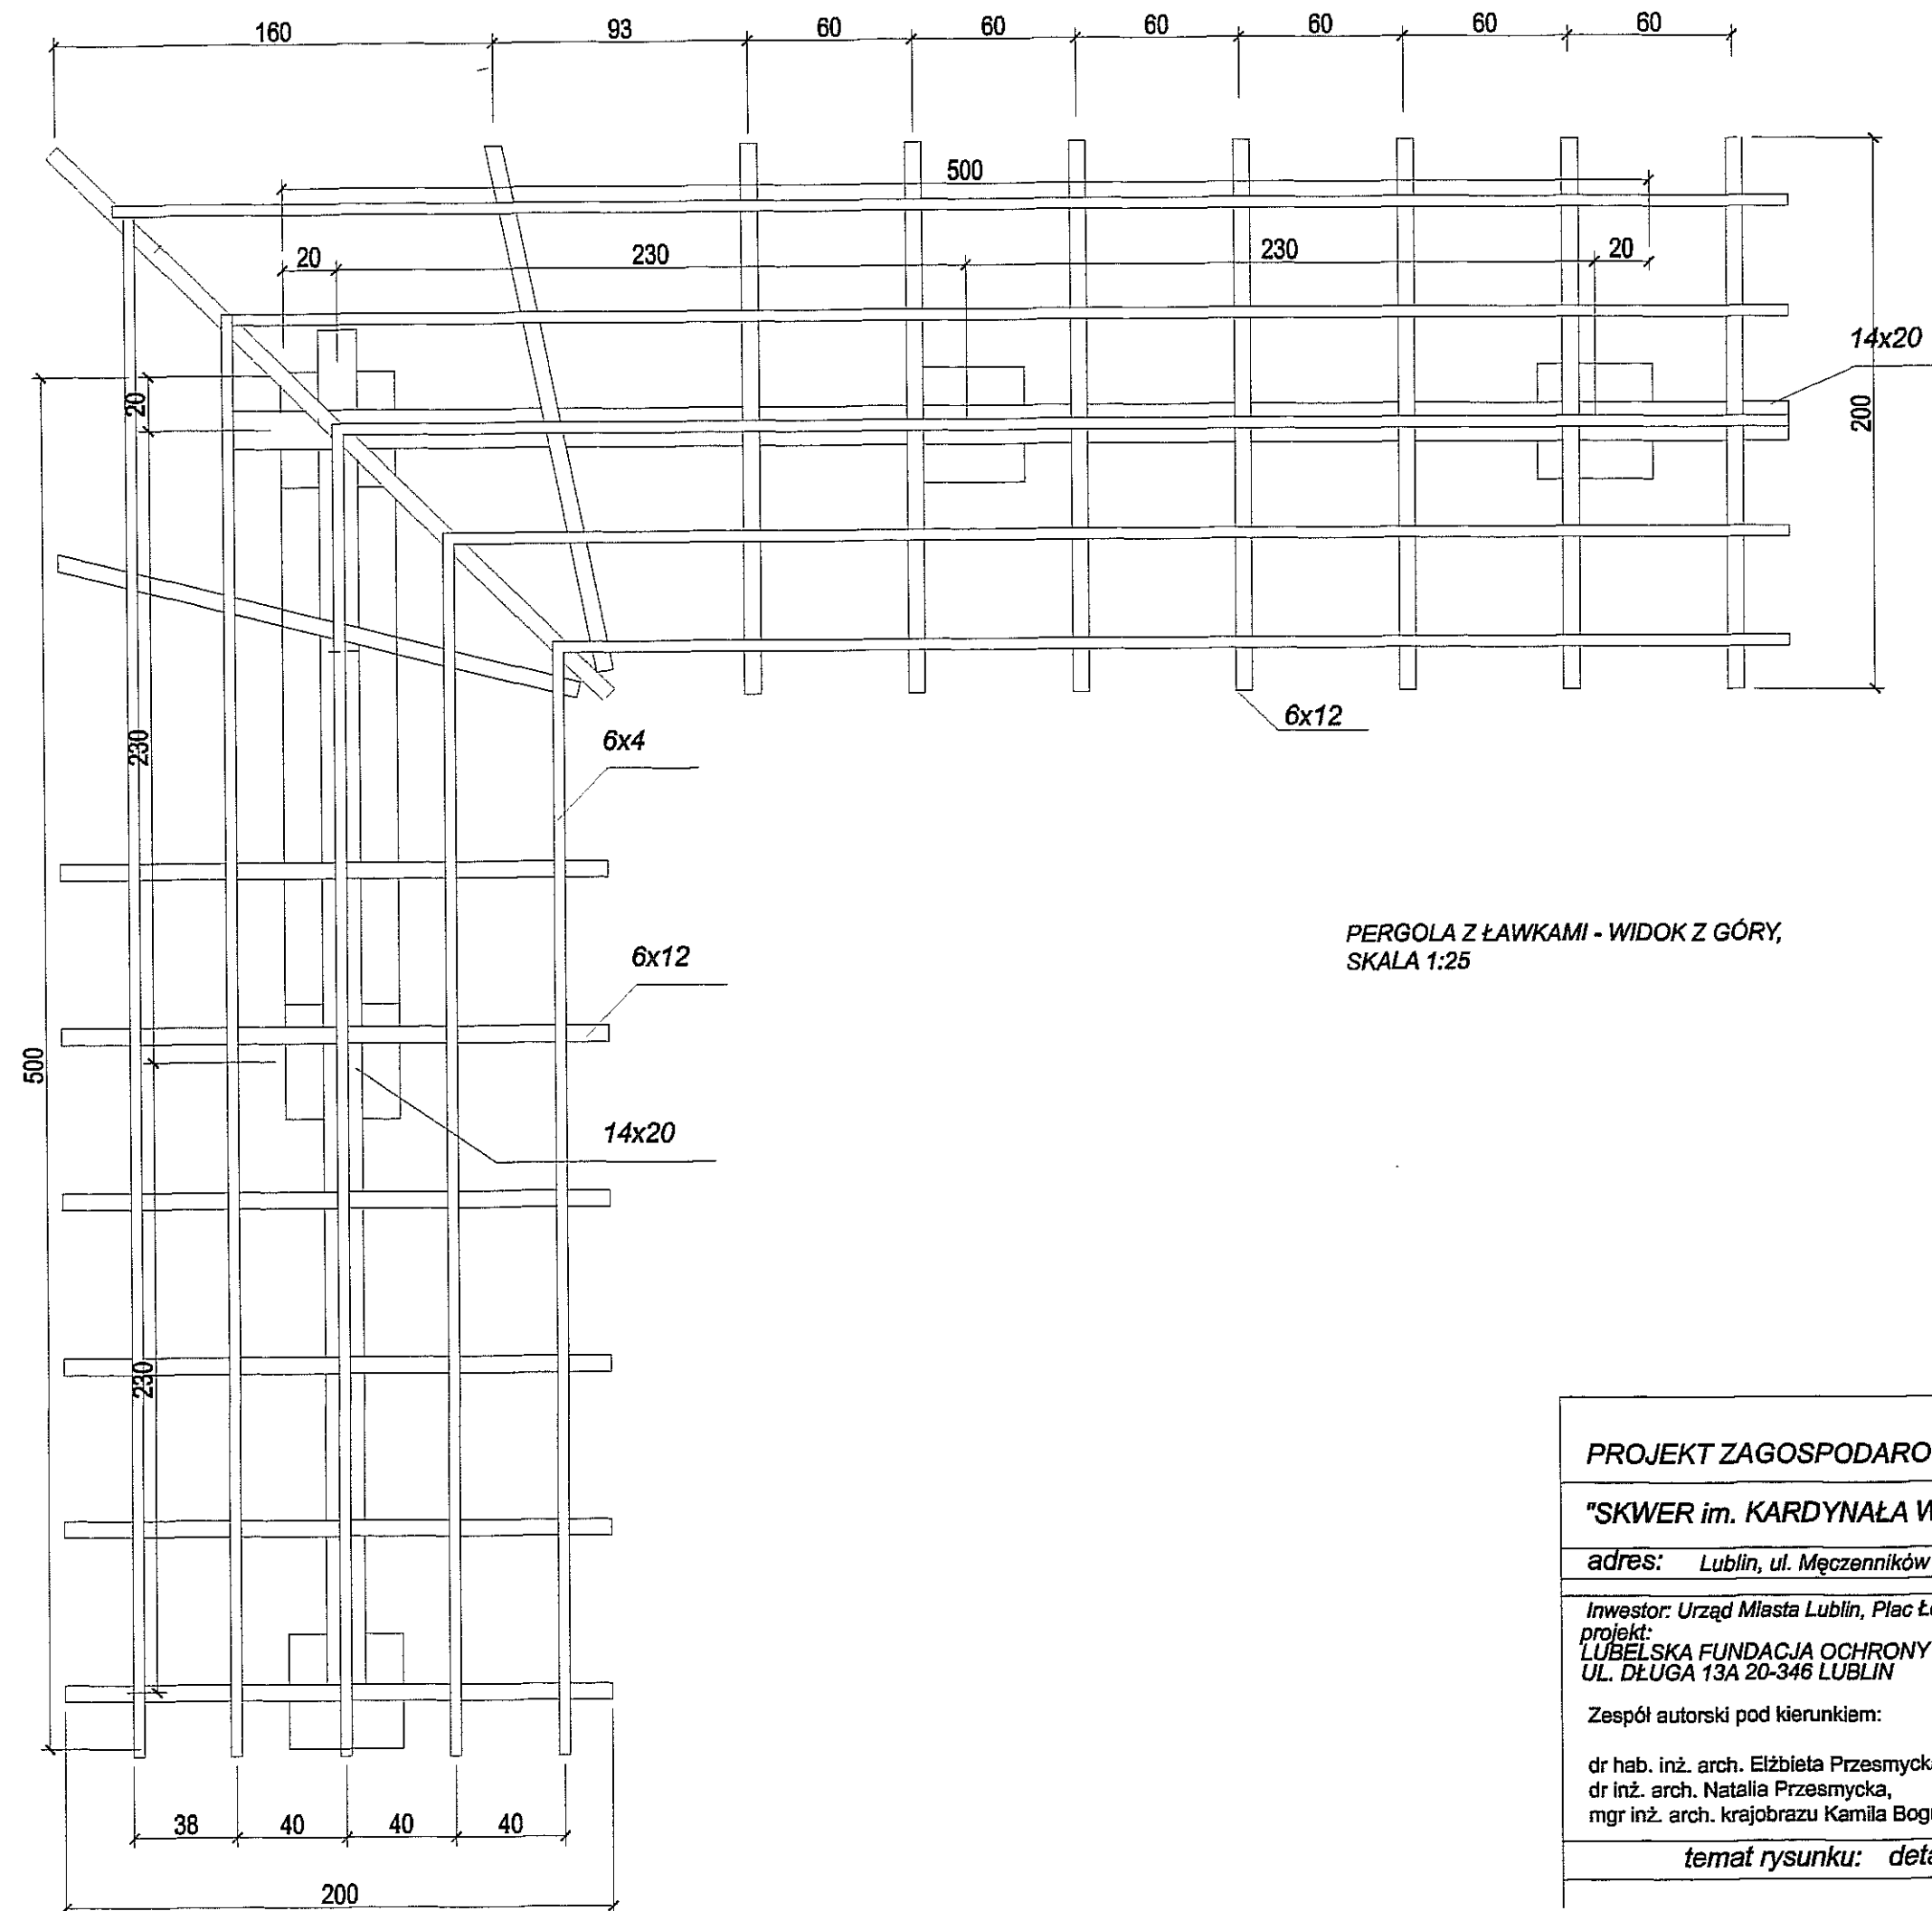 160 93 60 60 60 60 60 60
500
20 230 230 20
14x20
20
200
6x12
6x4
230
PERGOLA Z ŁAWKAMI - WIDOK Z GÓRY,
SKALA 1:25
6x12
500
14x20
230
38 40 40 40
200
PROJEKT ZAGOSPODARO
"SKWER im. KARDYNAŁA
adres: Lublin, ul. Męczenników
Inwestor: Urząd Miasta Lublin, Plac
projekt:
LUBELSKA FUNDACJA OCHRONY
UL. DŁUGA 13A 20-346 LUBLIN
Zespół autorski pod kierunkiem:
dr hab. inż. arch. Elżbieta Przesmycka
dr inż. arch. Natalia Przesmycka,
mgr inż. arch. krajobrazu Kamila Bog
temat rysunku: deta